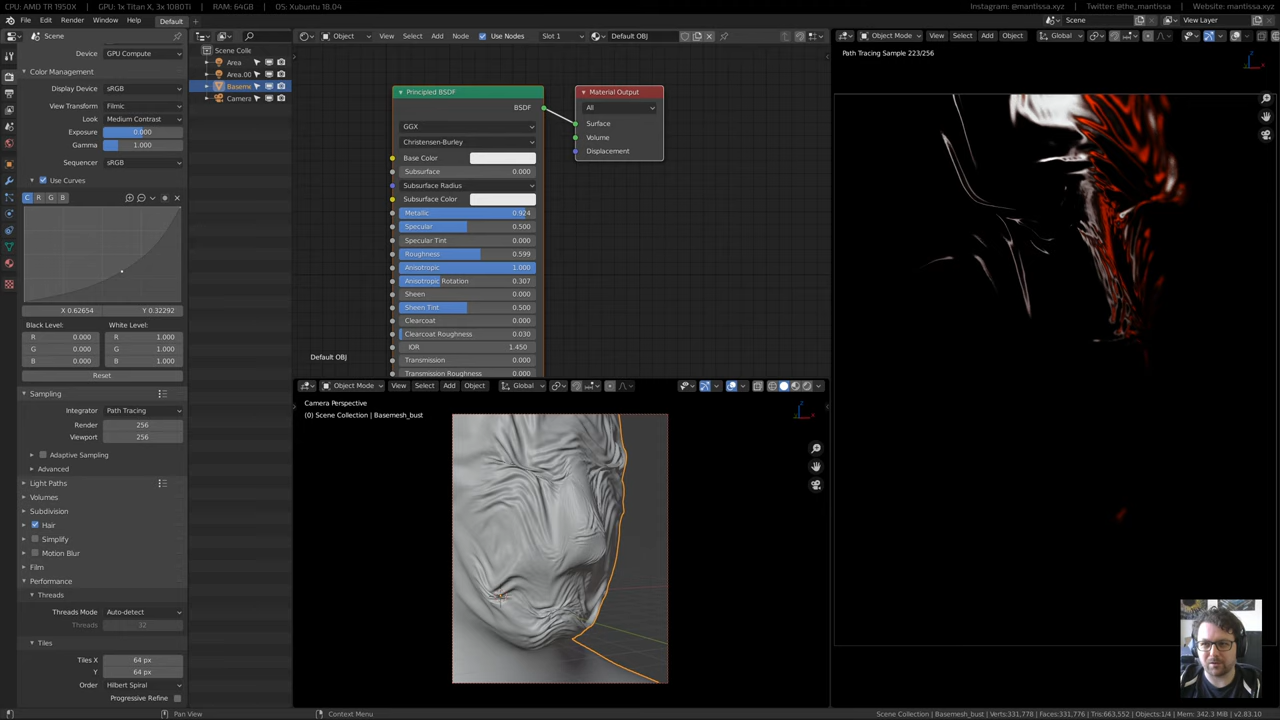 CPU: AMD TR 1950X
GPU: 1x Titan X, 3x 1080Ti
RAM: 64GB
OS: Xubuntu 18.04
Instagram: @mantissa.xyz
Twitter: @the_mantissa
Website: mantissa.xyz
File
Edit
Render
Window
Help
Default
Scene
View Layer
Scene
Device
GPU Compute
Color Management
Display Device
sRGB
View Transform
Filmic
Look
Medium Contrast
Exposure
0.000
Gamma
1.000
Sequencer
sRGB
Use Curves
C R G B
X 0.62654
Y 0.32292
Black Level:
White Level:
R
0.000
R
1.000
G
0.000
G
1.000
B
0.000
B
1.000
Reset
Sampling
Integrator
Path Tracing
Render
256
Viewport
256
Adaptive Sampling
Advanced
Light Paths
Volumes
Subdivision
Hair
Simplify
Motion Blur
Film
Performance
Threads
Threads Mode
Auto-detect
Threads
32
Tiles
Tiles X
64 px
Y
64 px
Order
Hilbert Spiral
Progressive Refine
Scene Colle
Area
Area.00
Baseme
Camera
Object
View
Select
Add
Node
Use Nodes
Slot 1
Default OBJ
Principled BSDF
BSDF
GGX
Christensen-Burley
Base Color
Subsurface
0.000
Subsurface Radius
Subsurface Color
Metallic
0.924
Specular
0.500
Specular Tint
0.000
Roughness
0.599
Anisotropic
1.000
Anisotropic Rotation
0.307
Sheen
0.000
Sheen Tint
0.500
Clearcoat
0.000
Clearcoat Roughness
0.030
IOR
1.450
Transmission
0.000
Transmission Roughness
0.000
Material Output
All
Surface
Volume
Displacement
Default OBJ
Object Mode
View
Select
Add
Object
Global
Camera Perspective
(0) Scene Collection | Basemesh_bust
Z
View
Select
Add
Object
Global
Path Tracing Sample 223/256
Z
Pan View
Context Menu
Scene Collection | Basemesh_bust | Verts:331,778 | Faces:331,776 | Tris:663,552 | Objects:1/4 | Mem: 342.3 MiB | v2.83.10